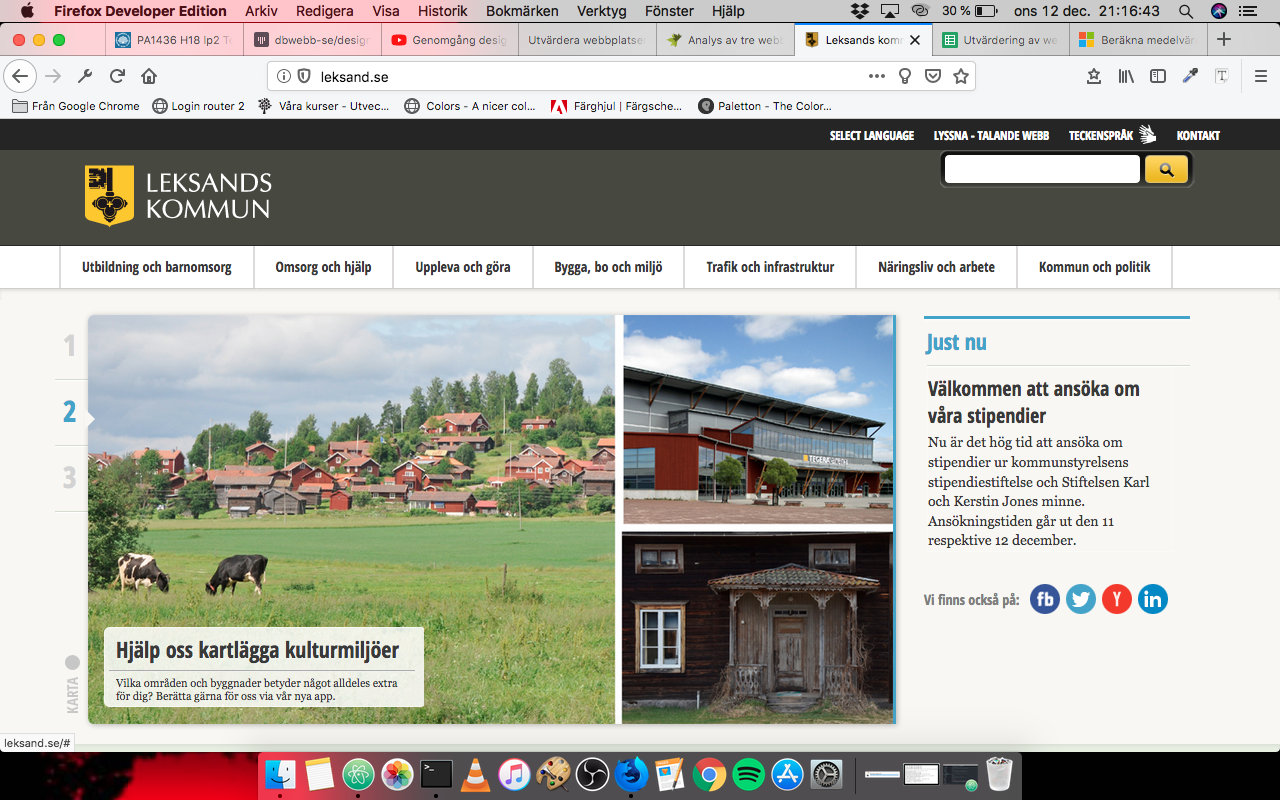 Firefox Developer Edition Arkiv Redigera Visa Historik Bokmärken Verktyg Fönster Hjälp 30 % ons 12 dec. 21:16:43
PA1436 H18 lp2 Te dbwebb-se/desig Genomgång desig Utvärdera webbplatse Analys av tre webb Leksands komm Utvärdering av we Beräkna medelvär
leksand.se
Från Google Chrome Login router 2 Våra kurser - Utvec... Colors - A nicer col... Färghjul | Färgsche... Paletton - The Color...
SELECT LANGUAGE LYSSNA - TALANDE WEBB TECKENSPRÅK KONTAKT
LEKSANDS
KOMMUN
Utbildning och barnomsorg Omsorg och hjälp Uppleva och göra Bygga, bo och miljö Trafik och infrastruktur Näringsliv och arbete Kommun och politik
1
2
3
KARTA
TEGERA
Hjälp oss kartlägga kulturmiljöer
Vilka områden och byggnader betyder något alldeles extra
för dig? Berätta gärna för oss via vår nya app.
Just nu
Välkommen att ansöka om
våra stipendier
Nu är det hög tid att ansöka om
stipendier ur kommunstyrelsens
stipendiestiftelse och Stiftelsen Karl
och Kerstin Jones minne.
Ansökningstiden går ut den 11
respektive 12 december.
Vi finns också på: fb Y in
leksand.se/#